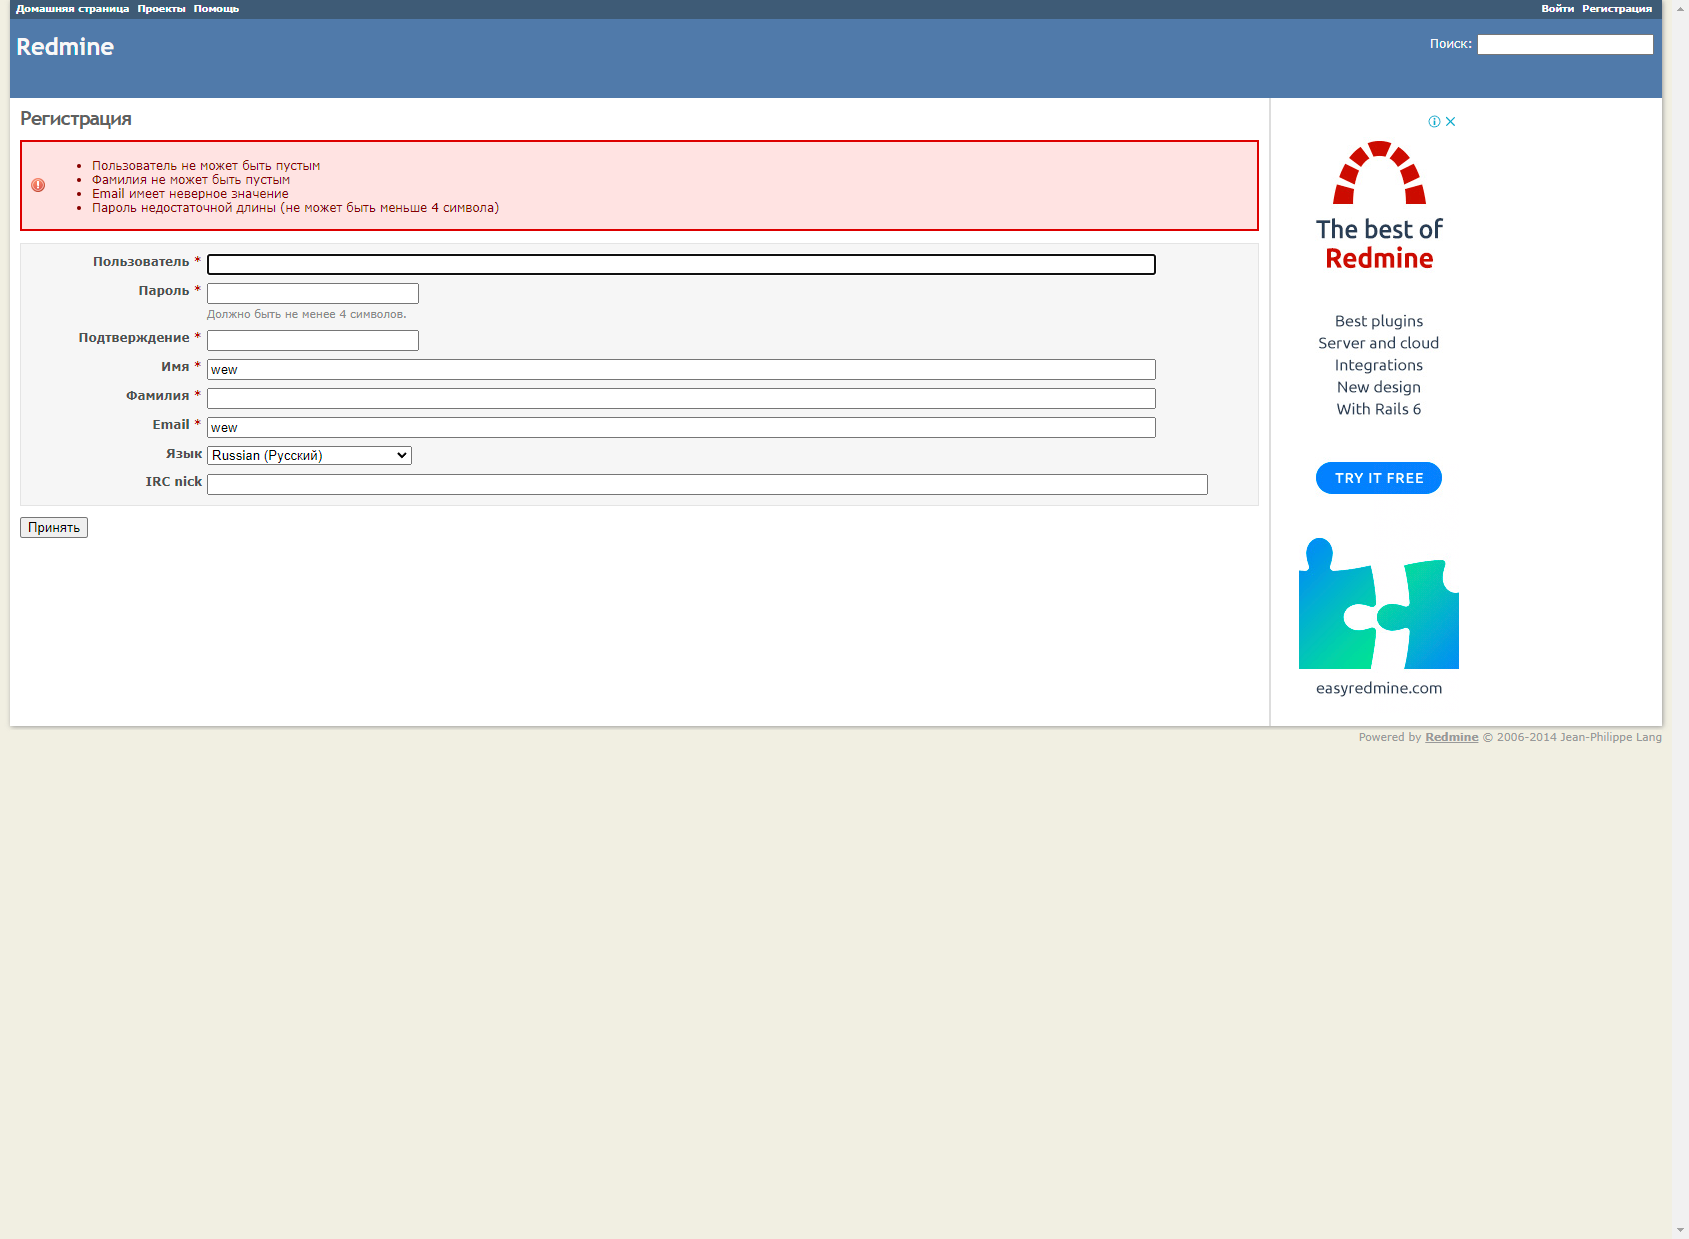 Домашняя страница Проекты Помощь
Войти Регистрация
Redmine
Поиск:
Регистрация
Пользователь не может быть пустым
Фамилия не может быть пустым
Email имеет неверное значение
Пароль недостаточной длины (не может быть меньше 4 символа)
Пользователь *
Пароль *
Должно быть не менее 4 символов.
Подтверждение *
Имя * wew
Фамилия *
Email * wew
Язык Russian (Русский)
IRC nick
Принять
The best of
Redmine
Best plugins
Server and cloud
Integrations
New design
With Rails 6
TRY IT FREE
easyredmine.com
Powered by Redmine © 2006-2014 Jean-Philippe Lang